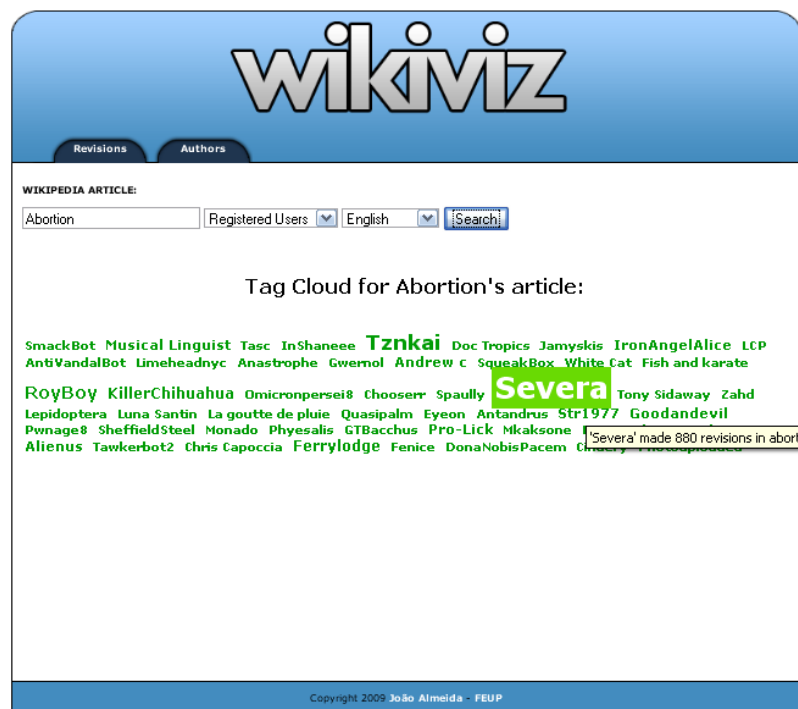 wikiviz
Revisions Authors
WIKIPEDIA ARTICLE:
Abortion Registered Users English Search
Tag Cloud for Abortion's article:
SmackBot Musical Linguist Tasc InShaneee Tznkai Doc Tropics Jamyskis IronAngelAlice LCP
AntiVandalBot Limeheadnyc Anastrophe Gwernol Andrew c SqueakBox White Cat Fish and karate
RoyBoy KillerChihuahua Omicronpersei8 Chooserr Spaully Severa Tony Sidaway Zahd
Lepidoptera Luna Santin La goutte de pluie Quasipalm Eyeon Antandrus Str1977 Goodandevil
Pwnage8 SheffieldSteel Monado Physalis GTBacchus Pro-Lick Mkaksone
'Severa' made 880 revisions in abort
Alienus Tawkerbot2 Chris Capoccia Ferrylodge Fenice DonaNobisPacem
Copyright 2009 João Almeida - FEUP